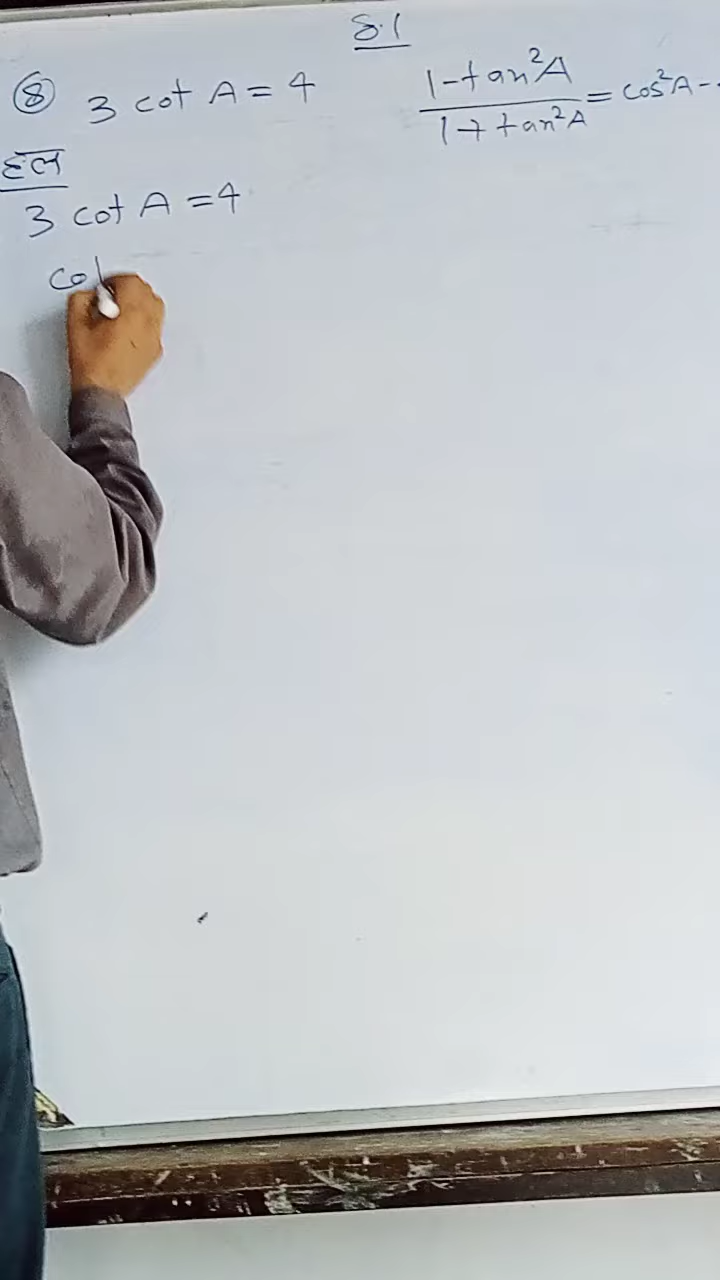 8.1
⑧ 3 cot A = 4
1-tan²A / 1+tan²A = cos²A -
हल
3 cot A = 4
cot